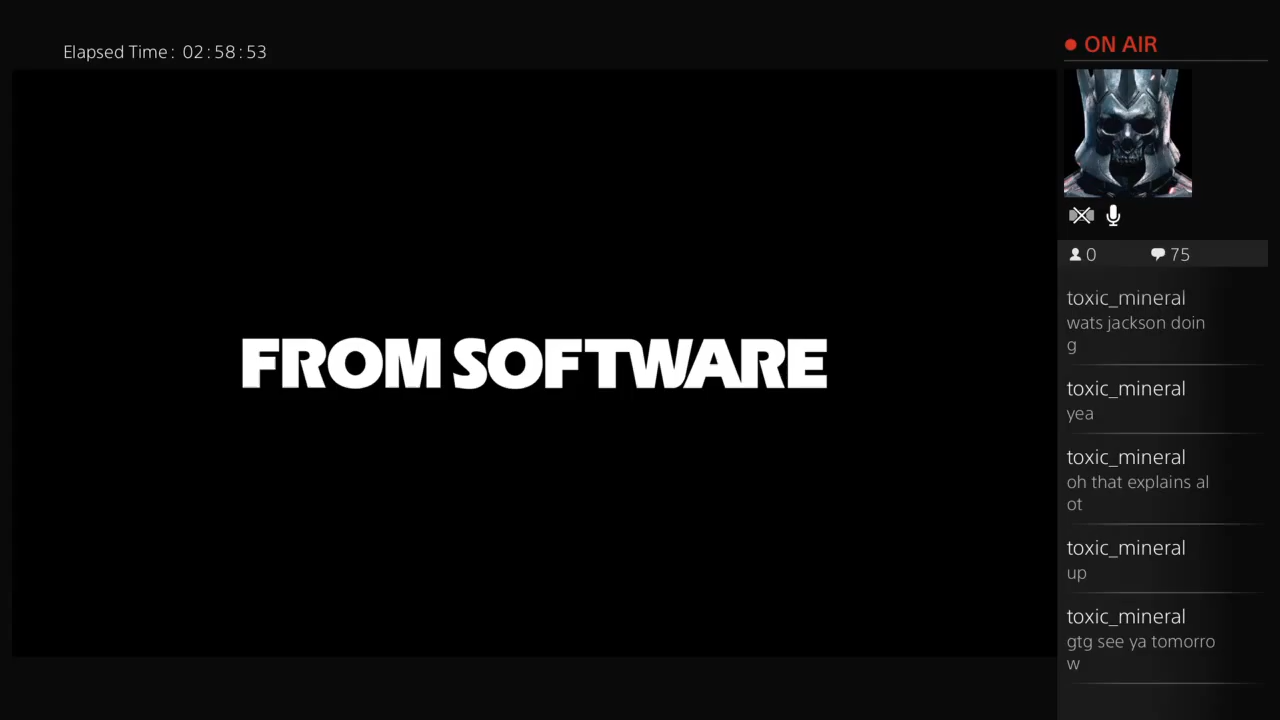 Elapsed Time: 02:58:53
ON AIR
0 75
FROM SOFTWARE
toxic_mineral
wats jackson doin
g
toxic_mineral
yea
toxic_mineral
oh that explains al
ot
toxic_mineral
up
toxic_mineral
gtg see ya tomorro
w